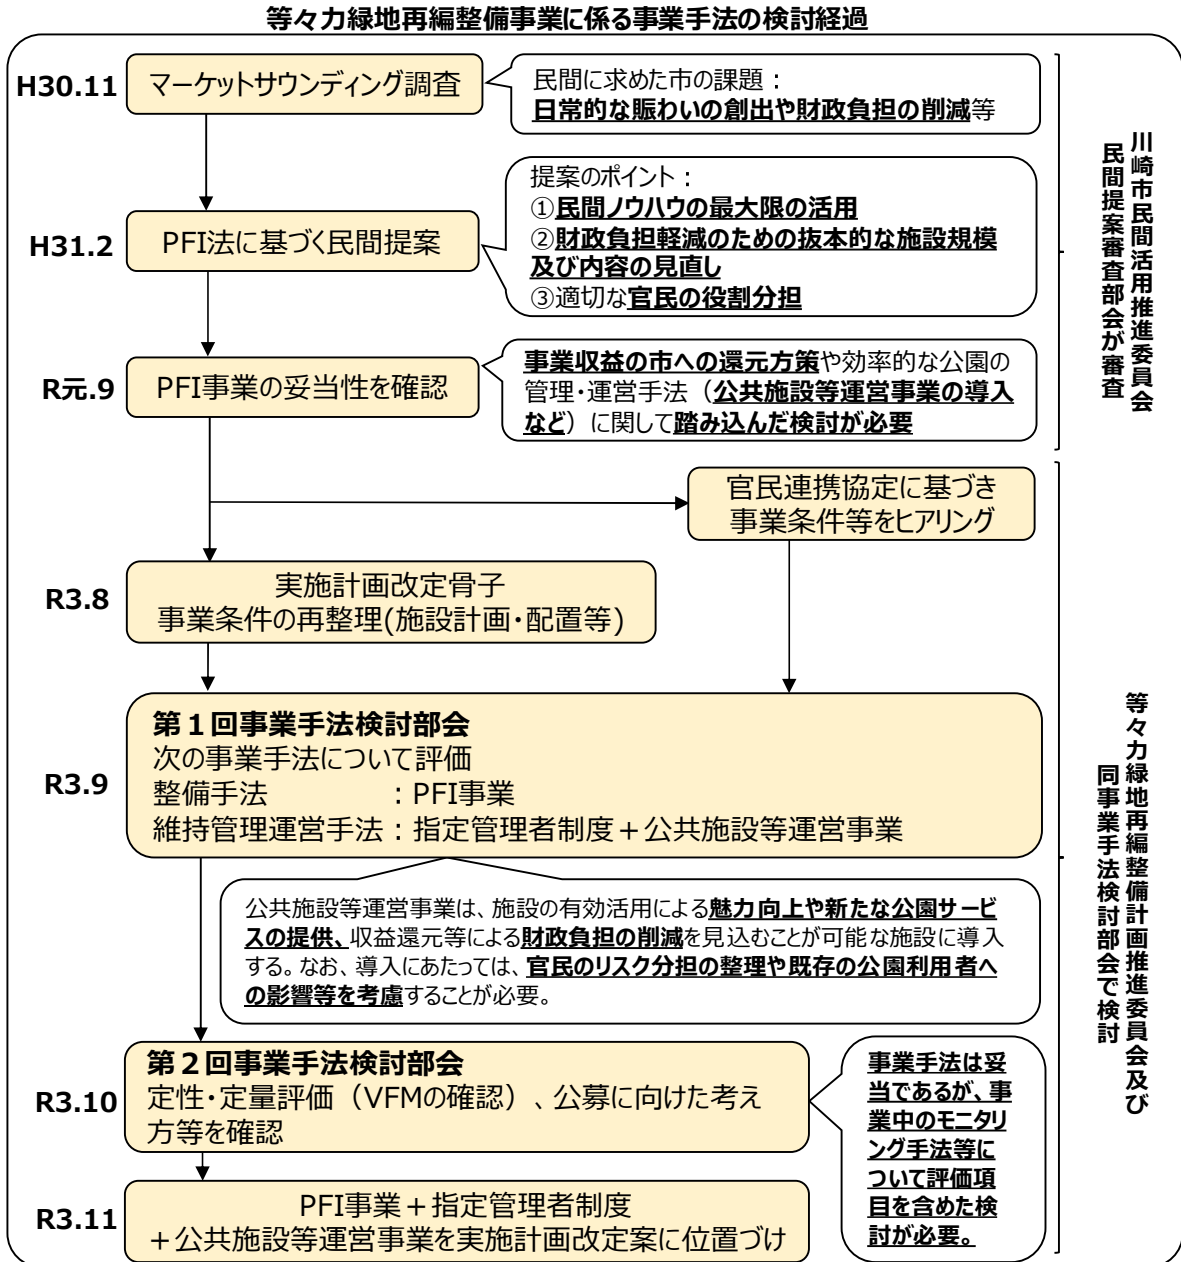 等々力緑地再編整備事業に係る事業手法の検討経過
H30.11
マーケットサウンディング調査
民間に求めた市の課題：
日常的な賑わいの創出や財政負担の削減等
H31.2
PFI法に基づく民間提案
提案のポイント：
①民間ノウハウの最大限の活用
②財政負担軽減のための抜本的な施設規模
及び内容の見直し
③適切な官民の役割分担
R元.9
PFI事業の妥当性を確認
事業収益の市への還元方策や効率的な公園の
管理・運営手法（公共施設等運営事業の導入
など）に関して踏み込んだ検討が必要
川崎市民間活用推進委員会
民間提案審査部会が審査
官民連携協定に基づき
事業条件等をヒアリング
R3.8
実施計画改定骨子
事業条件の再整理(施設計画・配置等)
R3.9
第１回事業手法検討部会
次の事業手法について評価
整備手法　　　　：PFI事業
維持管理運営手法：指定管理者制度＋公共施設等運営事業
公共施設等運営事業は、施設の有効活用による魅力向上や新たな公園サービ
スの提供、収益還元等による財政負担の削減を見込むことが可能な施設に導入
する。なお、導入にあたっては、官民のリスク分担の整理や既存の公園利用者へ
の影響等を考慮することが必要。
R3.10
第２回事業手法検討部会
定性・定量評価（VFMの確認）、公募に向けた考え
方等を確認
事業手法は妥
当であるが、事
業中のモニタリ
ング手法等に
ついて評価項
目を含めた検
討が必要。
R3.11
PFI事業＋指定管理者制度
＋公共施設等運営事業を実施計画改定案に位置づけ
等々力緑地再編整備計画推進委員会及び
同事業手法検討部会で検討